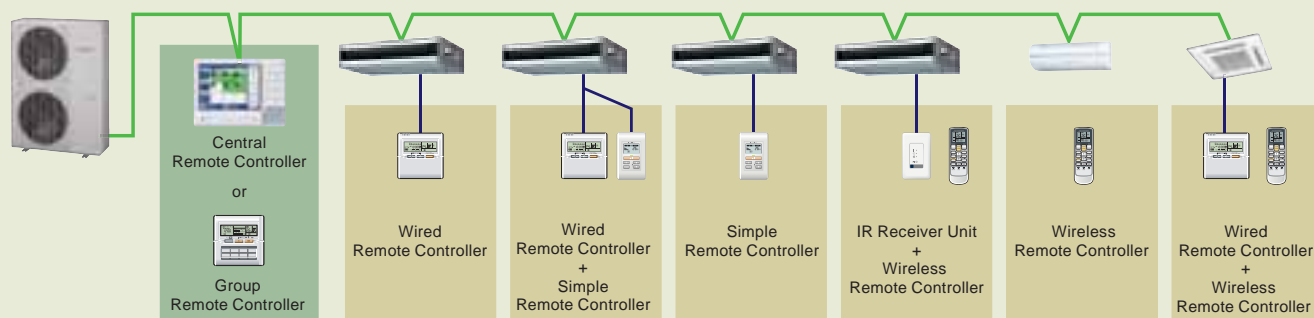 Central
Remote Controller
or
Group
Remote Controller
Wired
Remote Controller
Wired
Remote Controller
+
Simple
Remote Controller
Simple
Remote Controller
IR Receiver Unit
+
Wireless
Remote Controller
Wireless
Remote Controller
Wired
Remote Controller
+
Wireless
Remote Controller